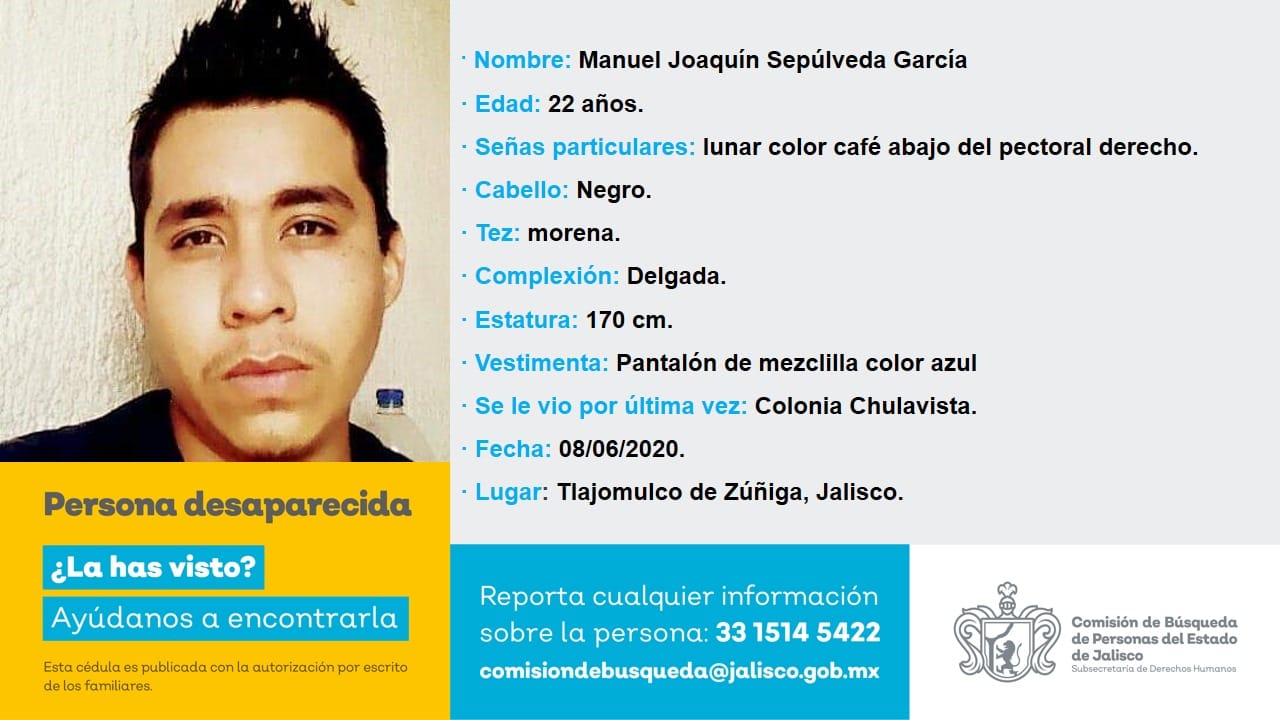 · Nombre: Manuel Joaquín Sepúlveda García
· Edad: 22 años.
· Señas particulares: lunar color café abajo del pectoral derecho.
· Cabello: Negro.
· Tez: morena.
· Complexión: Delgada.
· Estatura: 170 cm.
· Vestimenta: Pantalón de mezclilla color azul
· Se le vio por última vez: Colonia Chulavista.
· Fecha: 08/06/2020.
· Lugar: Tlajomulco de Zúñiga, Jalisco.
Persona desaparecida
¿La has visto?
Ayúdanos a encontrarla
Esta cédula es publicada con la autorización por escrito
de los familiares.
Reporta cualquier información
sobre la persona: 33 1514 5422
comisiondebusqueda@jalisco.gob.mx
Comisión de Búsqueda
de Personas del Estado
de Jalisco
Subsecretaría de Derechos Humanos